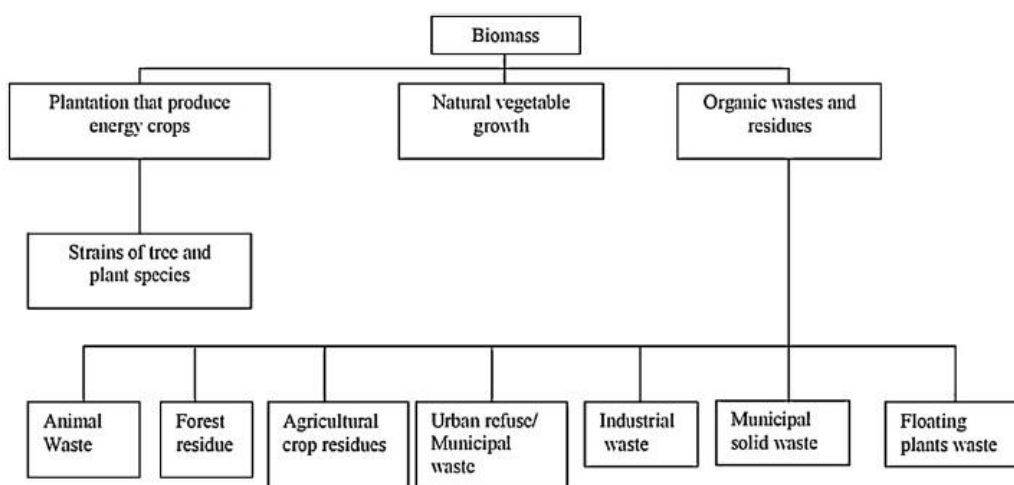 Biomass
Plantation that produce
energy crops
Natural vegetable
growth
Organic wastes and
residues
Strains of tree and
plant species
Animal
Waste
Forest
residue
Agricultural
crop residues
Urban refuse/
Municipal
waste
Industrial
waste
Municipal
solid waste
Floating
plants waste